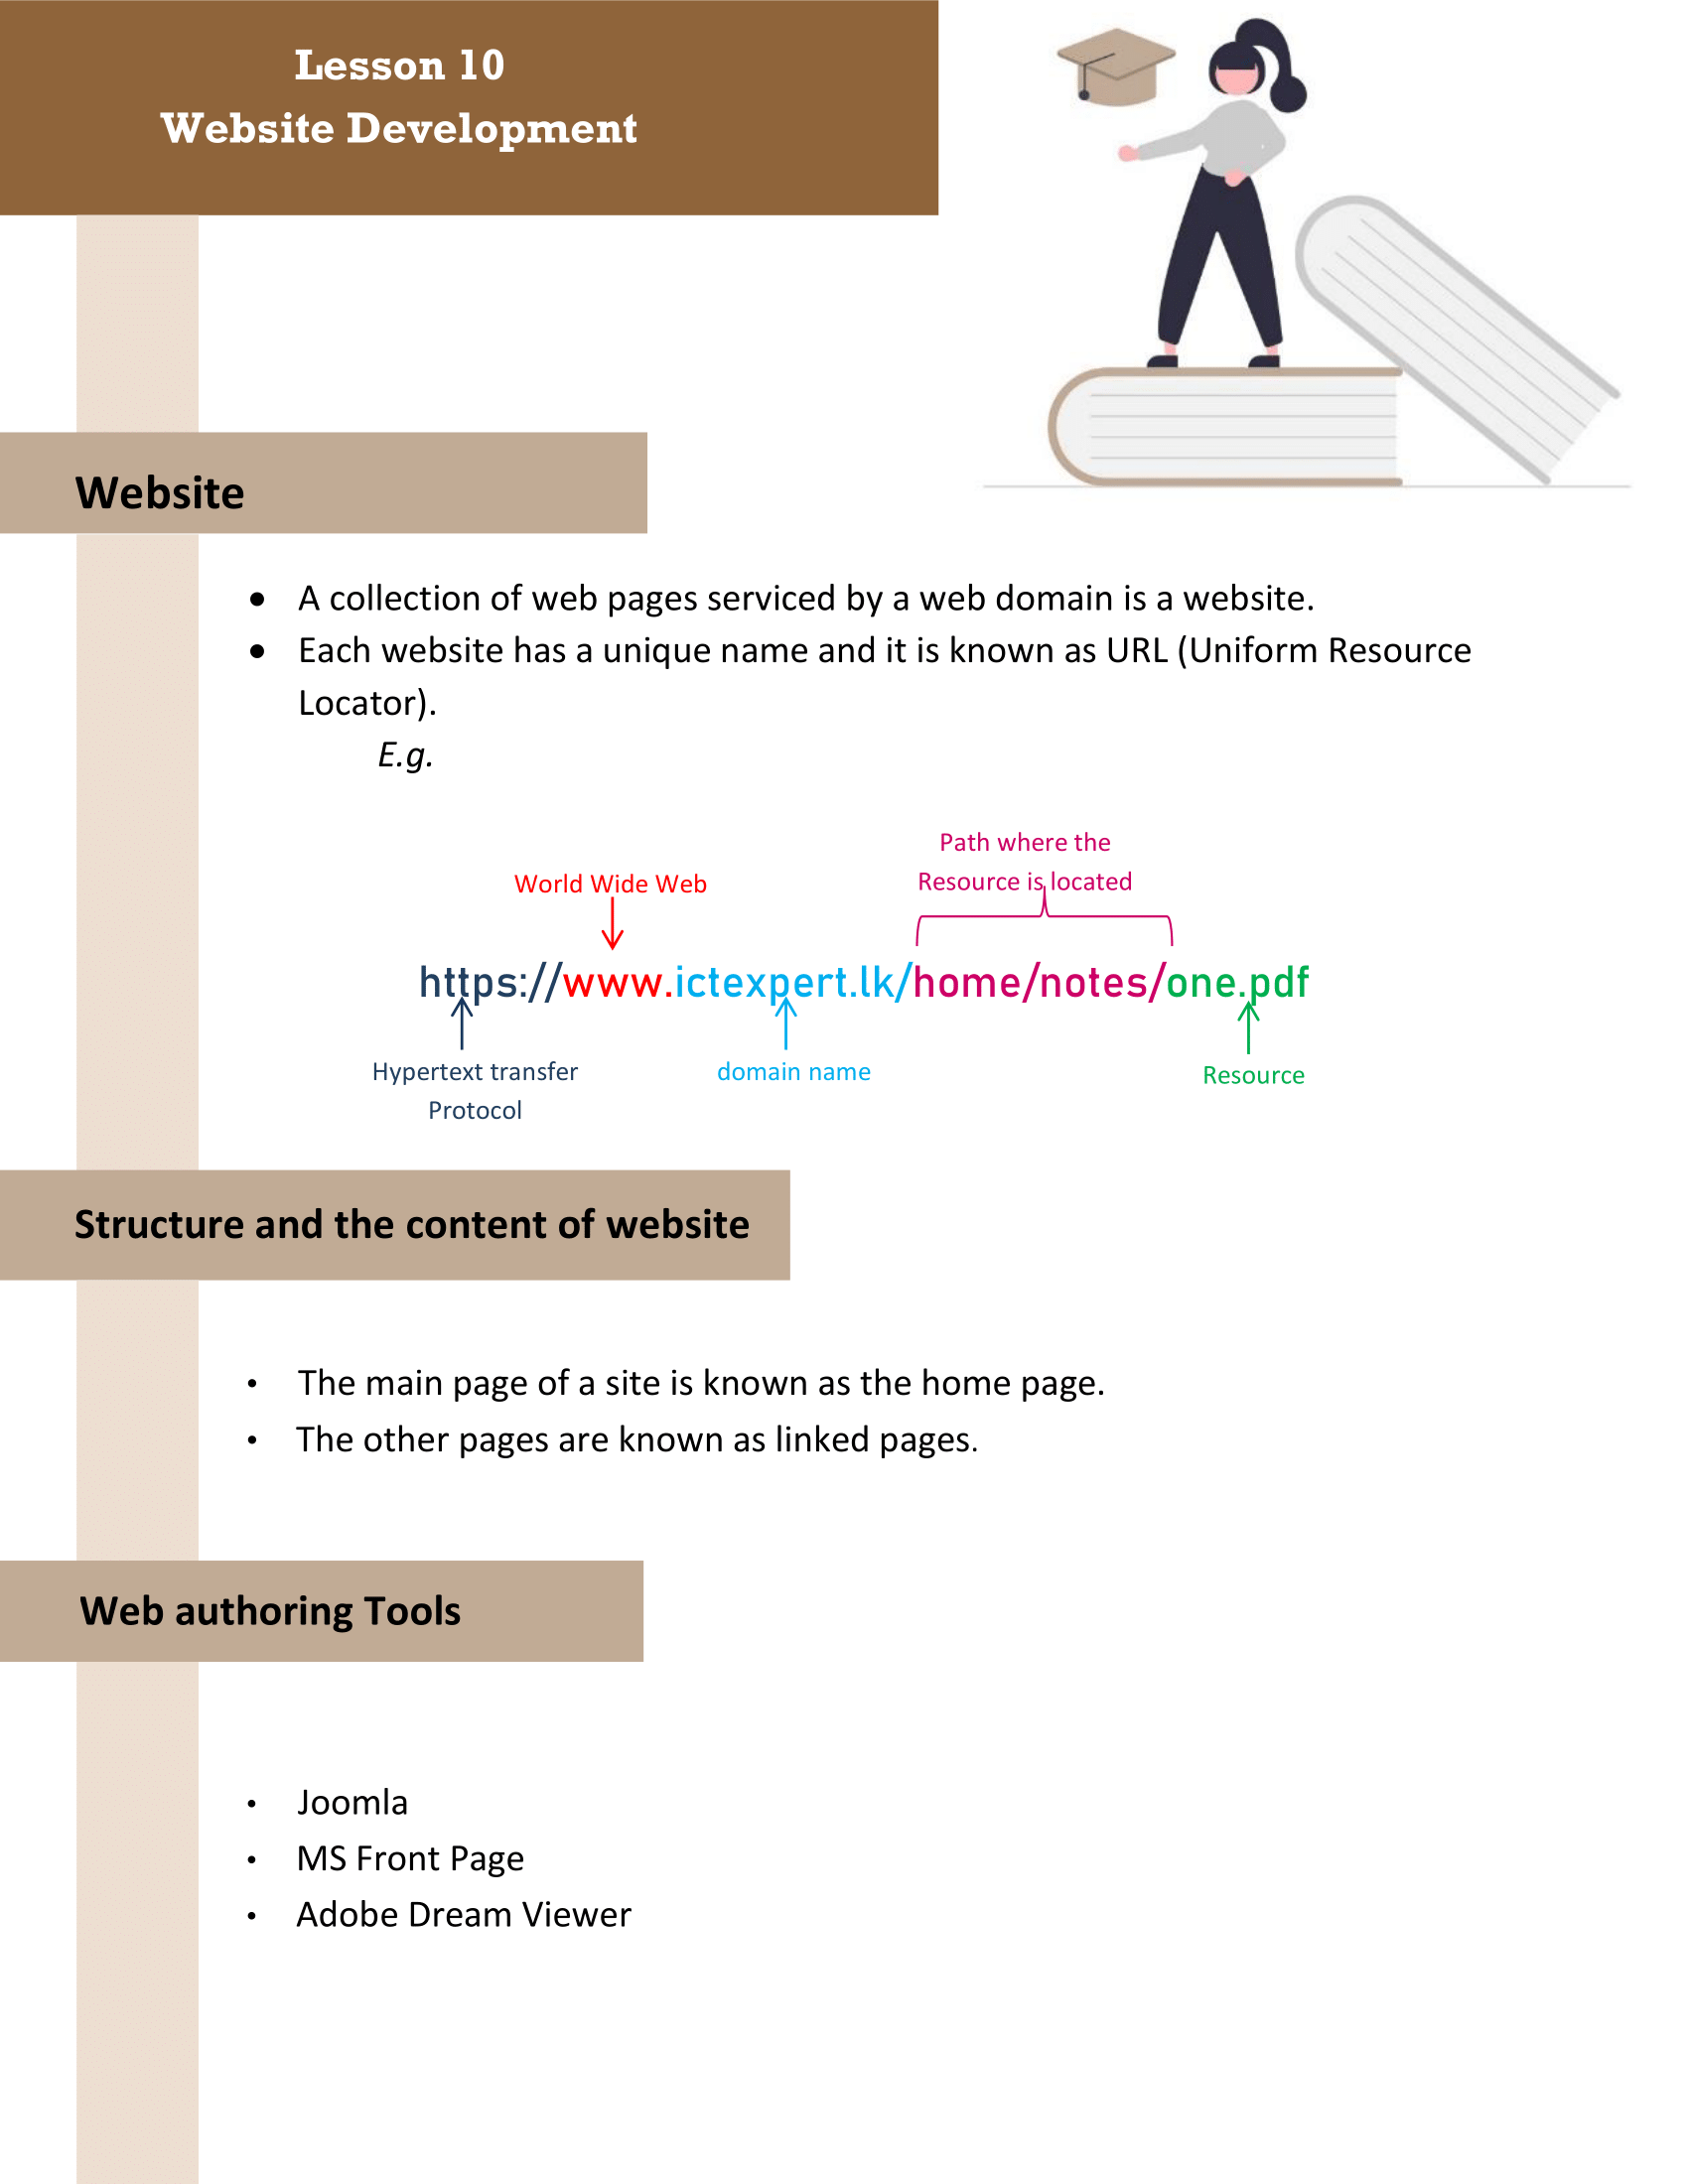 Lesson 10
Website Development
Website
• A collection of web pages serviced by a web domain is a website.
• Each website has a unique name and it is known as URL (Uniform Resource
Locator).
E.g.
Path where the
Resource is located
World Wide Web
https://www.ictexpert.lk/home/notes/one.pdf
Hypertext transfer
Protocol
domain name
Resource
Structure and the content of website
• The main page of a site is known as the home page.
• The other pages are known as linked pages.
Web authoring Tools
• Joomla
• MS Front Page
• Adobe Dream Viewer